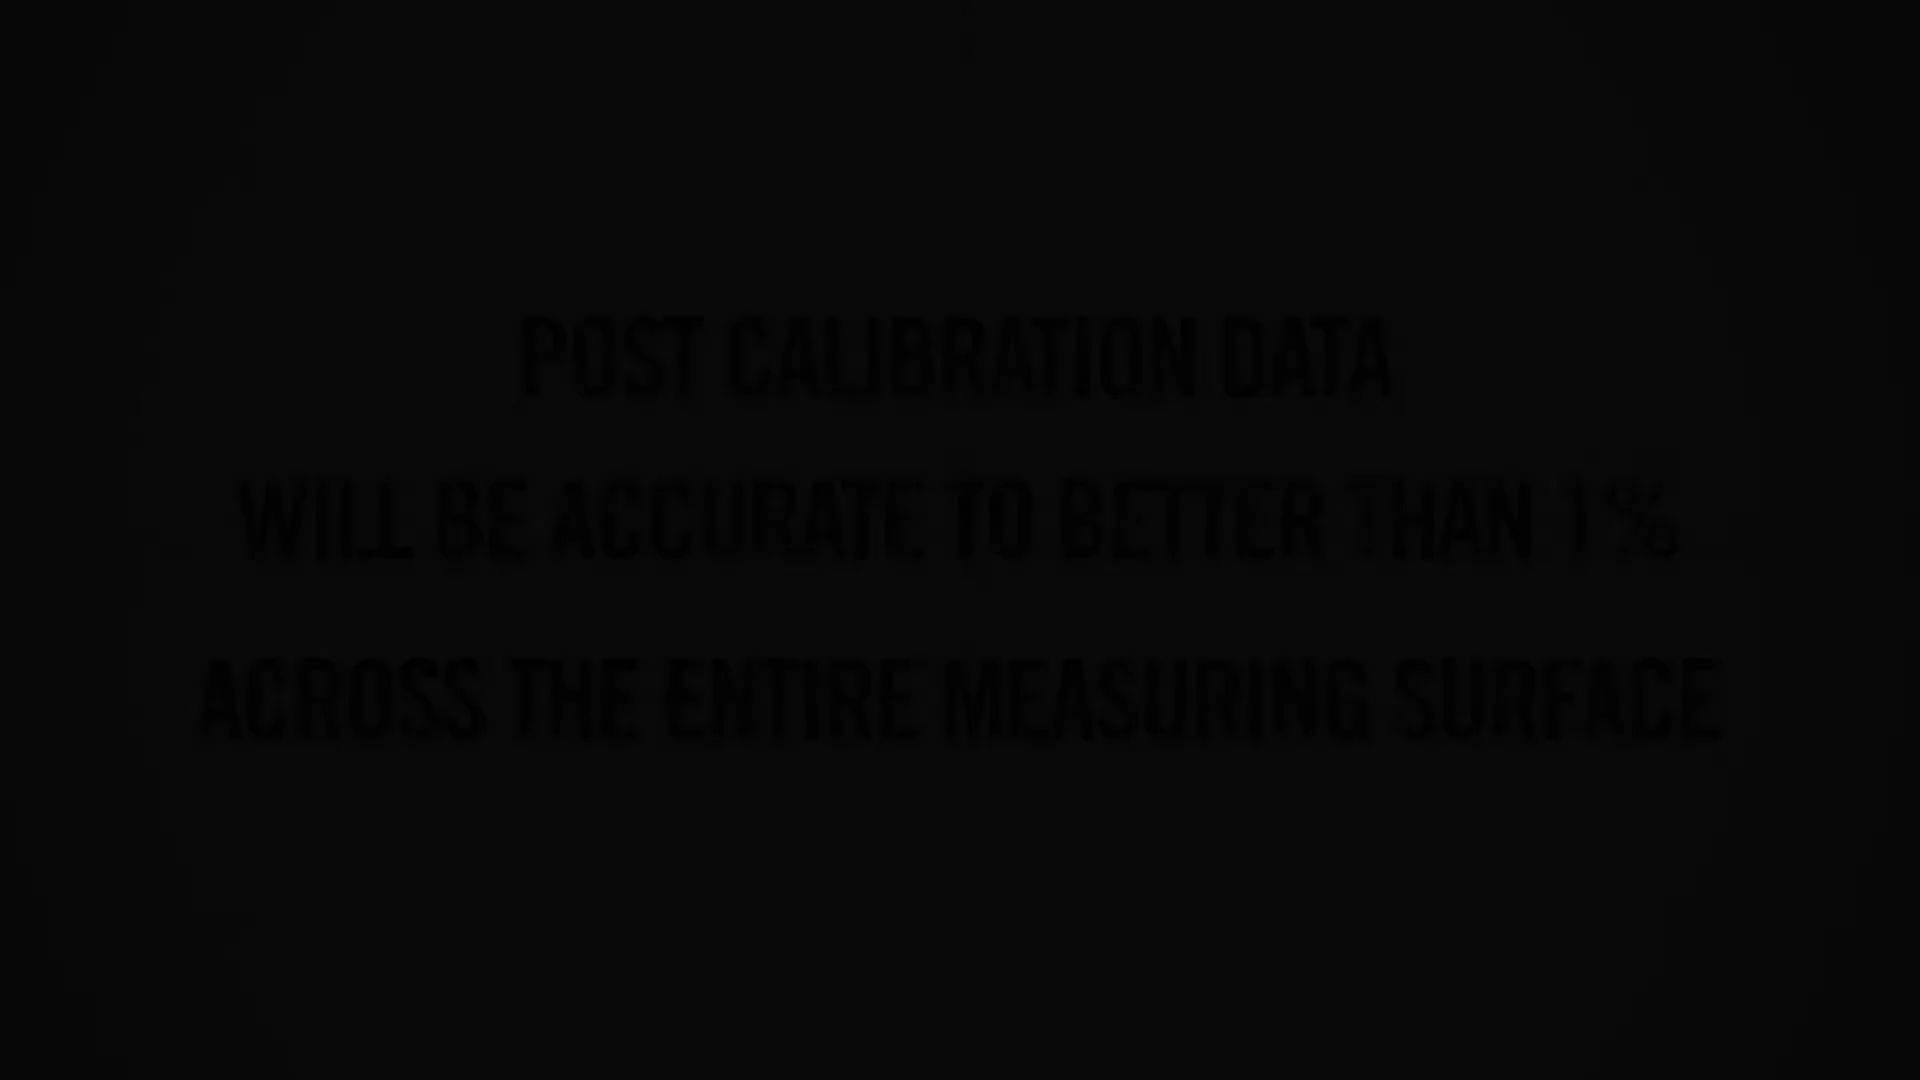 POST CALIBRATION DATA
WILL BE ACCURATE TO BETTER THAN 1%
ACROSS THE ENTIRE MEASURING SURFACE